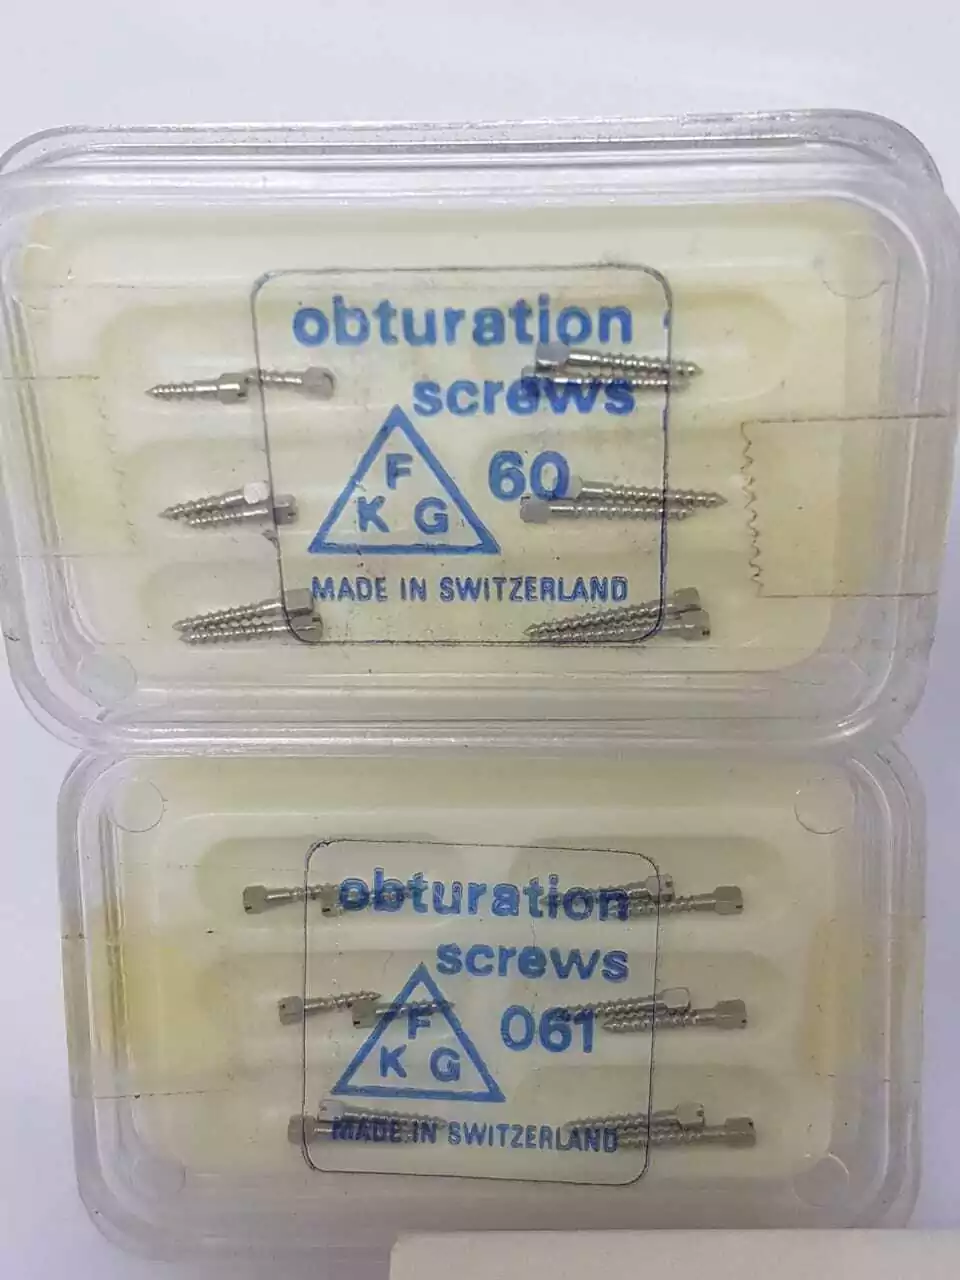 obturation
screws
60
F
K G
MADE IN SWITZERLAND
obturation
screws
061
F
K G
MADE IN SWITZERLAND